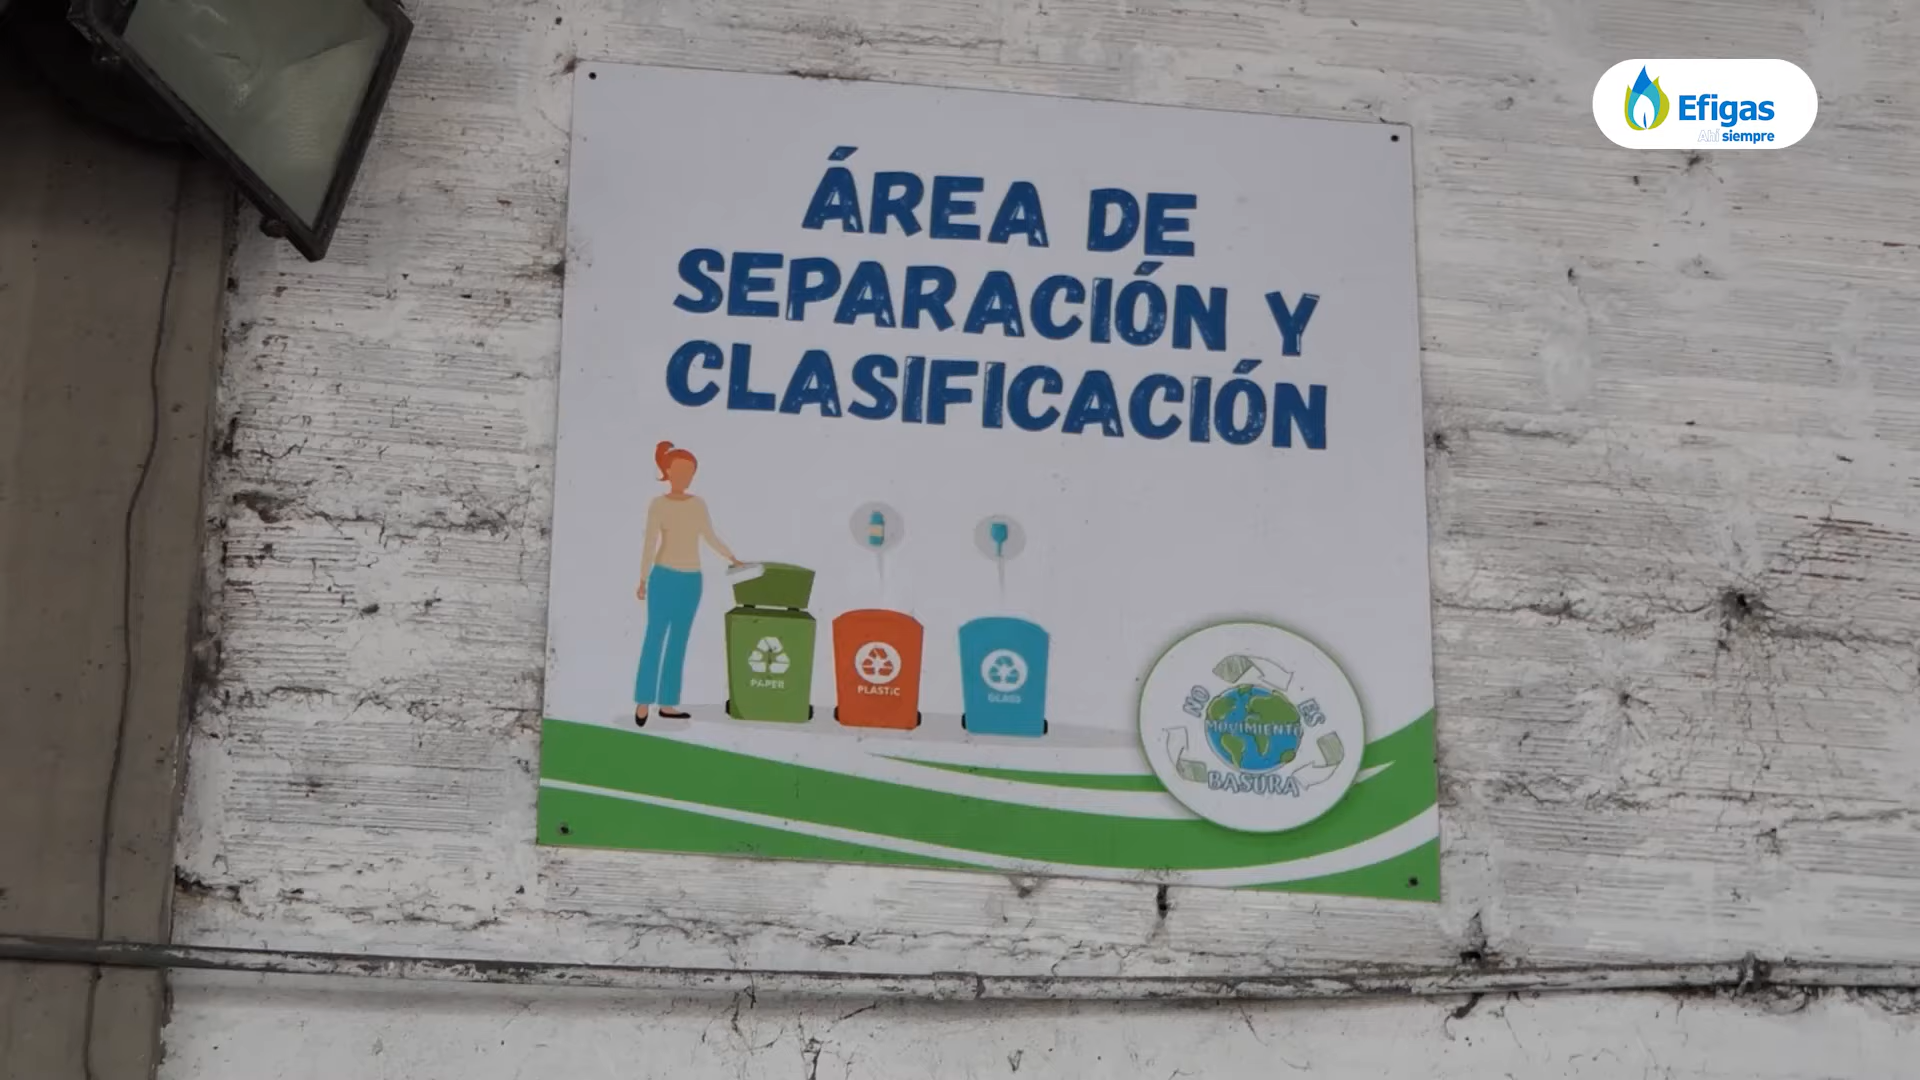 Efigas
Ahí siempre
ÁREA DE
SEPARACIÓN Y
CLASIFICACIÓN
PAPER
PLASTIC
GLASS
NO ES
MOVIMIENTO
BASURA